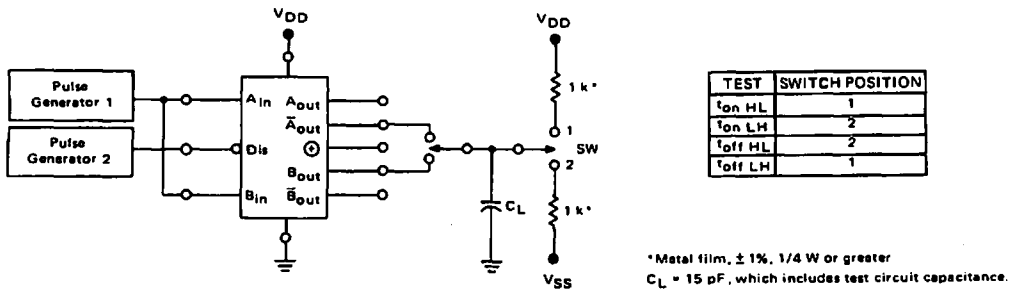 VDD
VDD
Pulse
Generator 1
Pulse
Generator 2
Ain
Dis
Bin
Aout
A̅out
⊕
Bout
B̅out
CL
1 k*
1
SW
2
1 k*
VSS
TEST SWITCH POSITION
ton HL 1
ton LH 2
toff HL 2
toff LH 1
*Metal film, ± 1%, 1/4 W or greater
CL = 15 pF, which includes test circuit capacitance.